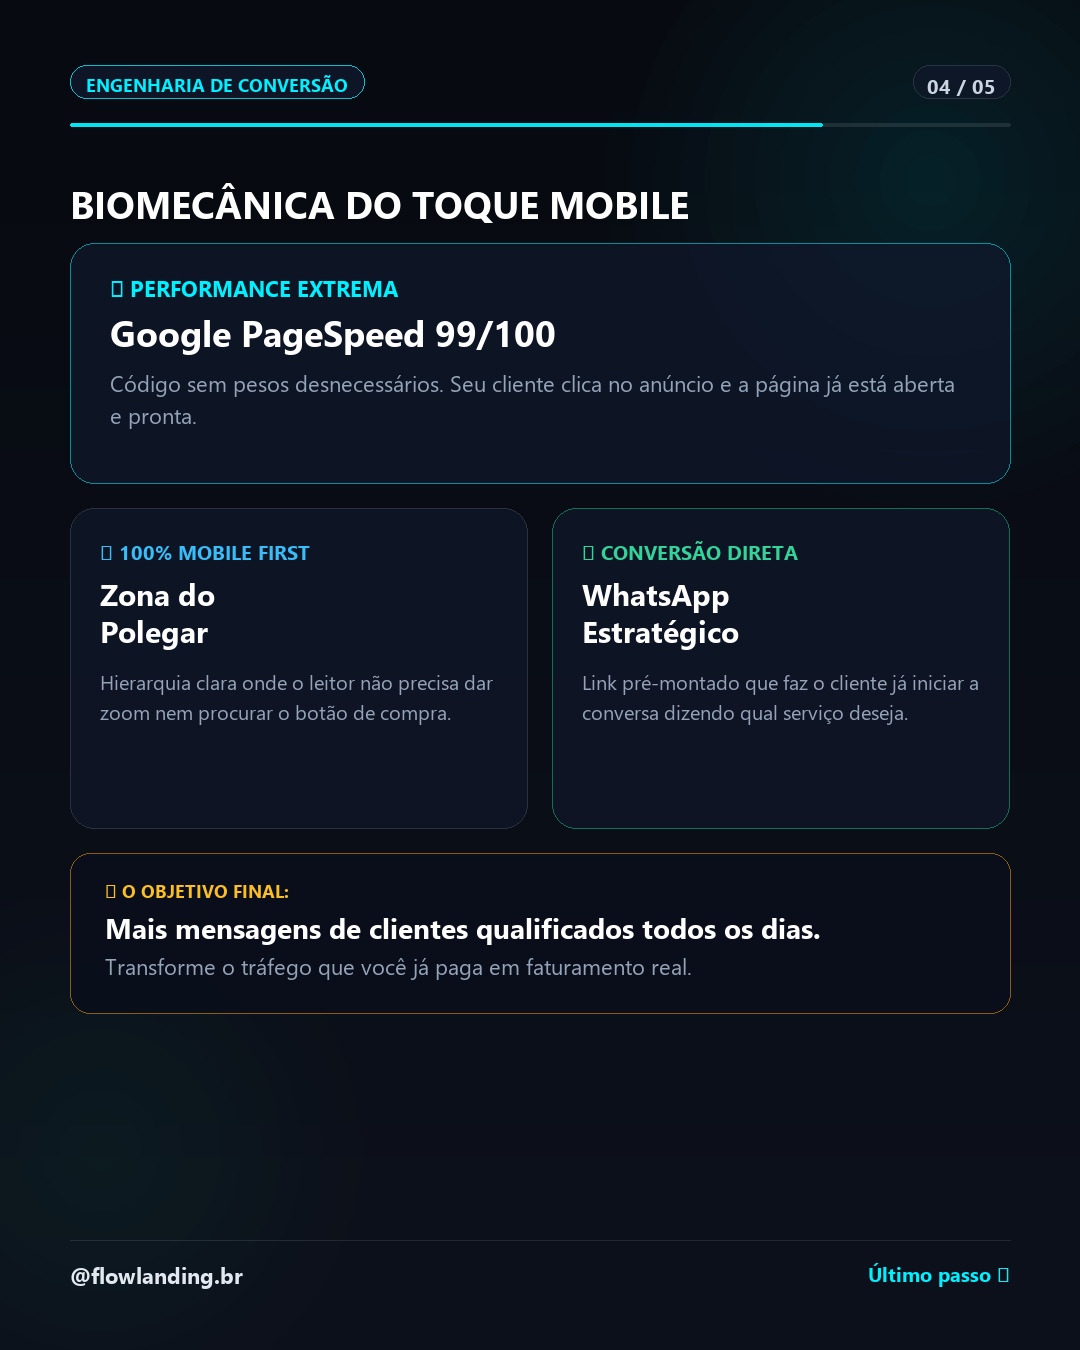 ENGENHARIA DE CONVERSÃO
04 / 05
BIOMECÂNICA DO TOQUE MOBILE
PERFORMANCE EXTREMA
Google PageSpeed 99/100
Código sem pesos desnecessários. Seu cliente clica no anúncio e a página já está aberta
e pronta.
100% MOBILE FIRST
Zona do
Polegar
Hierarquia clara onde o leitor não precisa dar
zoom nem procurar o botão de compra.
CONVERSÃO DIRETA
WhatsApp
Estratégico
Link pré-montado que faz o cliente já iniciar a
conversa dizendo qual serviço deseja.
O OBJETIVO FINAL:
Mais mensagens de clientes qualificados todos os dias.
Transforme o tráfego que você já paga em faturamento real.
@flowlanding.br
Último passo